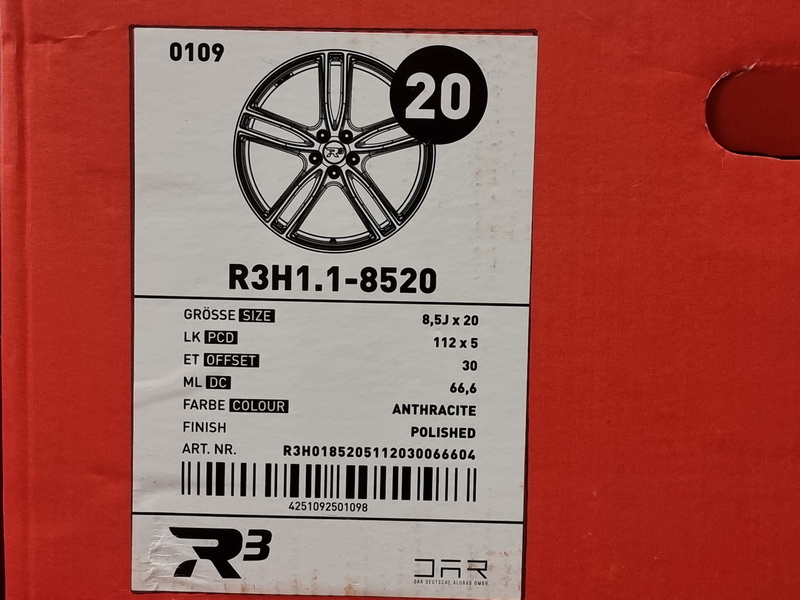 0109
20
R3
R3H1.1-8520
GRÖSSE SIZE 8,5J x 20
LK PCD 112 x 5
ET OFFSET 30
ML DC 66,6
FARBE COLOUR ANTHRACITE
FINISH POLISHED
ART. NR. R3H0185205112030066604
4251092501098
R3
DAR
DAR DEUTSCHE ALURAD GMBH